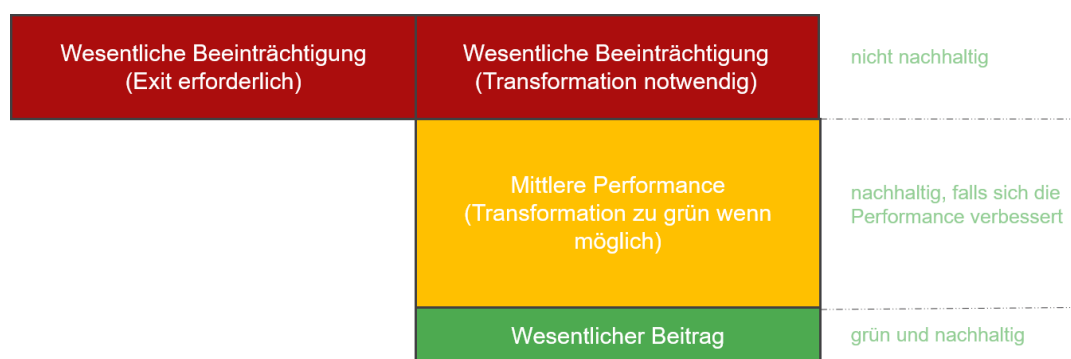 Wesentliche Beeinträchtigung
(Exit erforderlich)
Wesentliche Beeinträchtigung
(Transformation notwendig)
nicht nachhaltig
Mittlere Performance
(Transformation zu grün wenn
möglich)
nachhaltig, falls sich die
Performance verbessert
Wesentlicher Beitrag
grün und nachhaltig